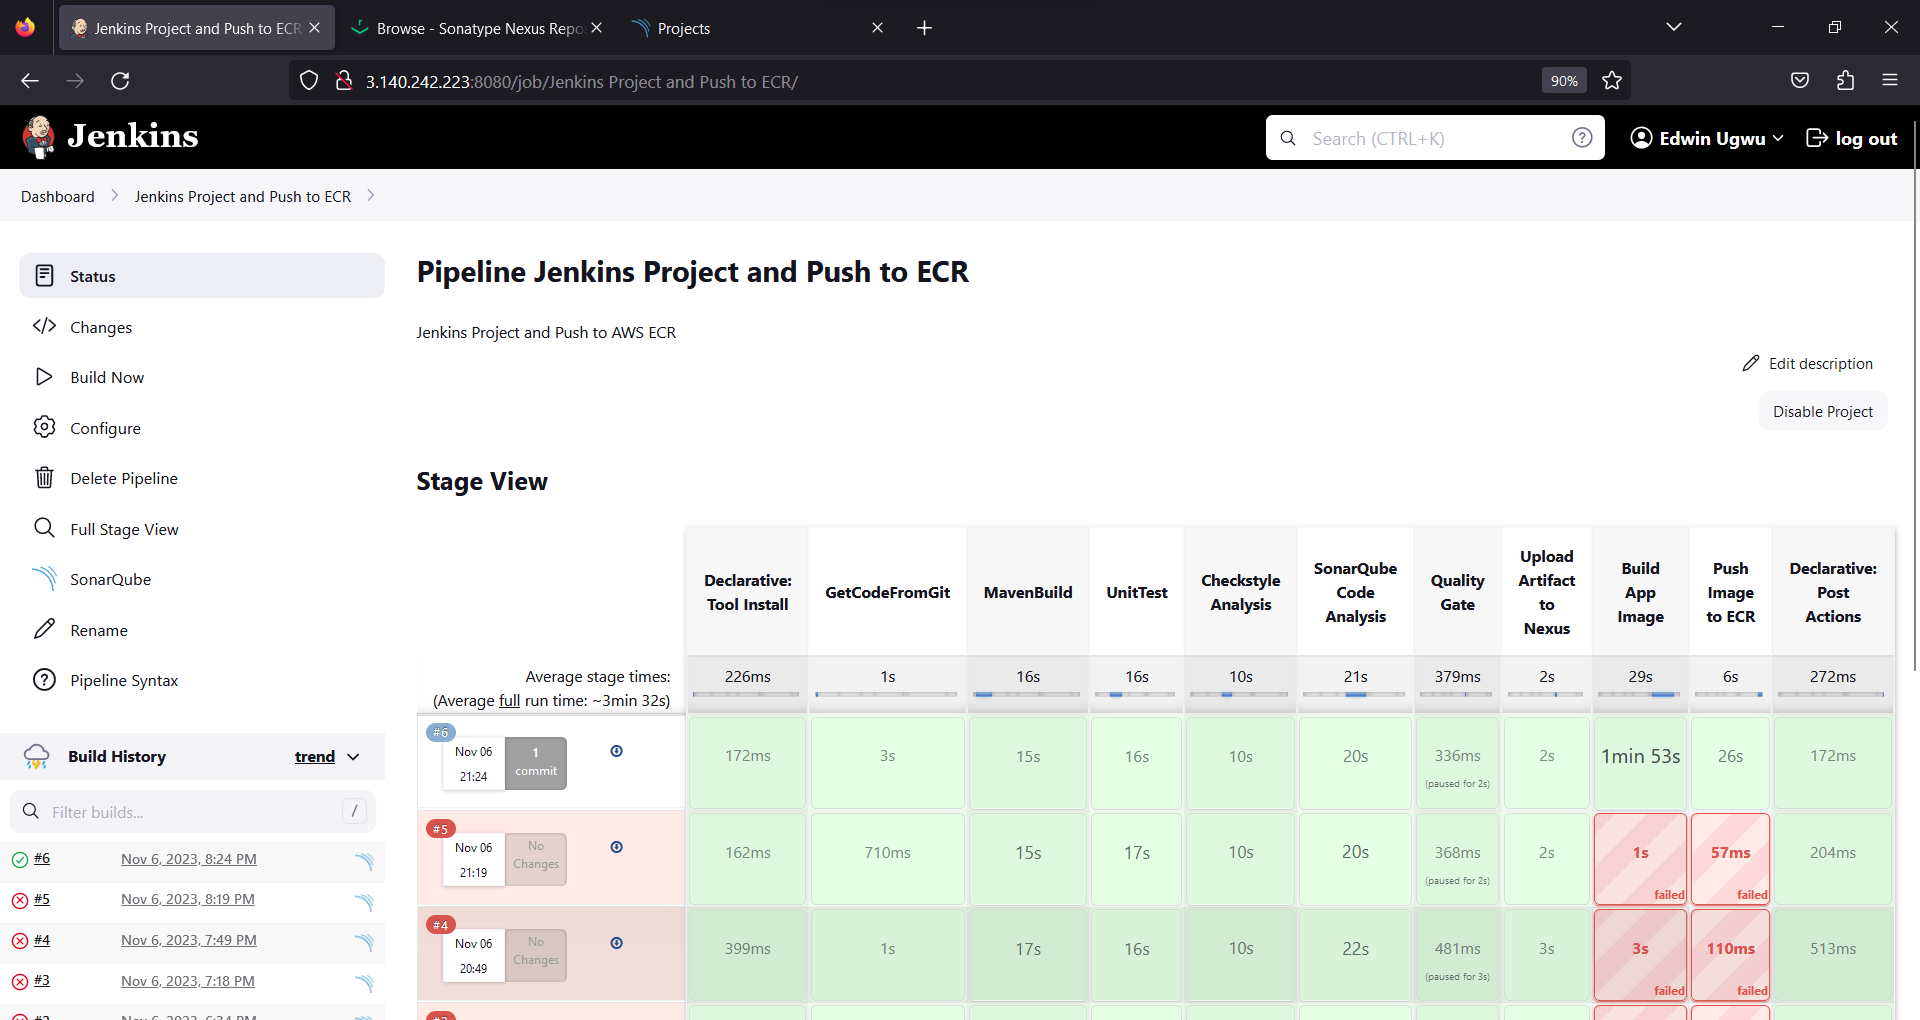 Jenkins Project and Push to ECR
Browse - Sonatype Nexus Repo
Projects
3.140.242.223:8080/job/Jenkins Project and Push to ECR/
90%
Jenkins
Search (CTRL+K)
Edwin Ugwu
log out
Dashboard
Jenkins Project and Push to ECR
Status
Changes
Build Now
Configure
Delete Pipeline
Full Stage View
SonarQube
Rename
Pipeline Syntax
Build History
trend
Filter builds...
/
#6 Nov 6, 2023, 8:24 PM
#5 Nov 6, 2023, 8:19 PM
#4 Nov 6, 2023, 7:49 PM
#3 Nov 6, 2023, 7:18 PM
Pipeline Jenkins Project and Push to ECR
Jenkins Project and Push to AWS ECR
Edit description
Disable Project
Stage View
Declarative:
Tool Install
GetCodeFromGit
MavenBuild
UnitTest
Checkstyle
Analysis
SonarQube
Code
Analysis
Quality
Gate
Upload
Artifact
to
Nexus
Build
App
Image
Push
Image
to ECR
Declarative:
Post
Actions
Average stage times:
(Average full run time: ~3min 32s)
226ms 1s 16s 16s 10s 21s 379ms 2s 29s 6s 272ms
#6
Nov 06
21:24
1
commit
172ms 3s 15s 16s 10s 20s 336ms 2s 1min 53s 26s 172ms
(paused for 2s)
#5
Nov 06
21:19
No
Changes
162ms 710ms 15s 17s 10s 20s 368ms 2s 1s 57ms 204ms
(paused for 2s)
failed failed
#4
Nov 06
20:49
No
Changes
399ms 1s 17s 16s 10s 22s 481ms 3s 3s 110ms 513ms
(paused for 3s)
failed failed